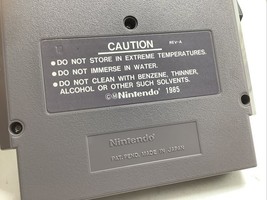 CAUTION
REV-A
•DO NOT STORE IN EXTREME TEMPERATURES.
•DO NOT IMMERSE IN WATER.
•DO NOT CLEAN WITH BENZENE, THINNER,
ALCOHOL OR OTHER SUCH SOLVENTS.
©Ⓜ Nintendo® 1985
Nintendo®
PAT. PEND. MADE IN JAPAN